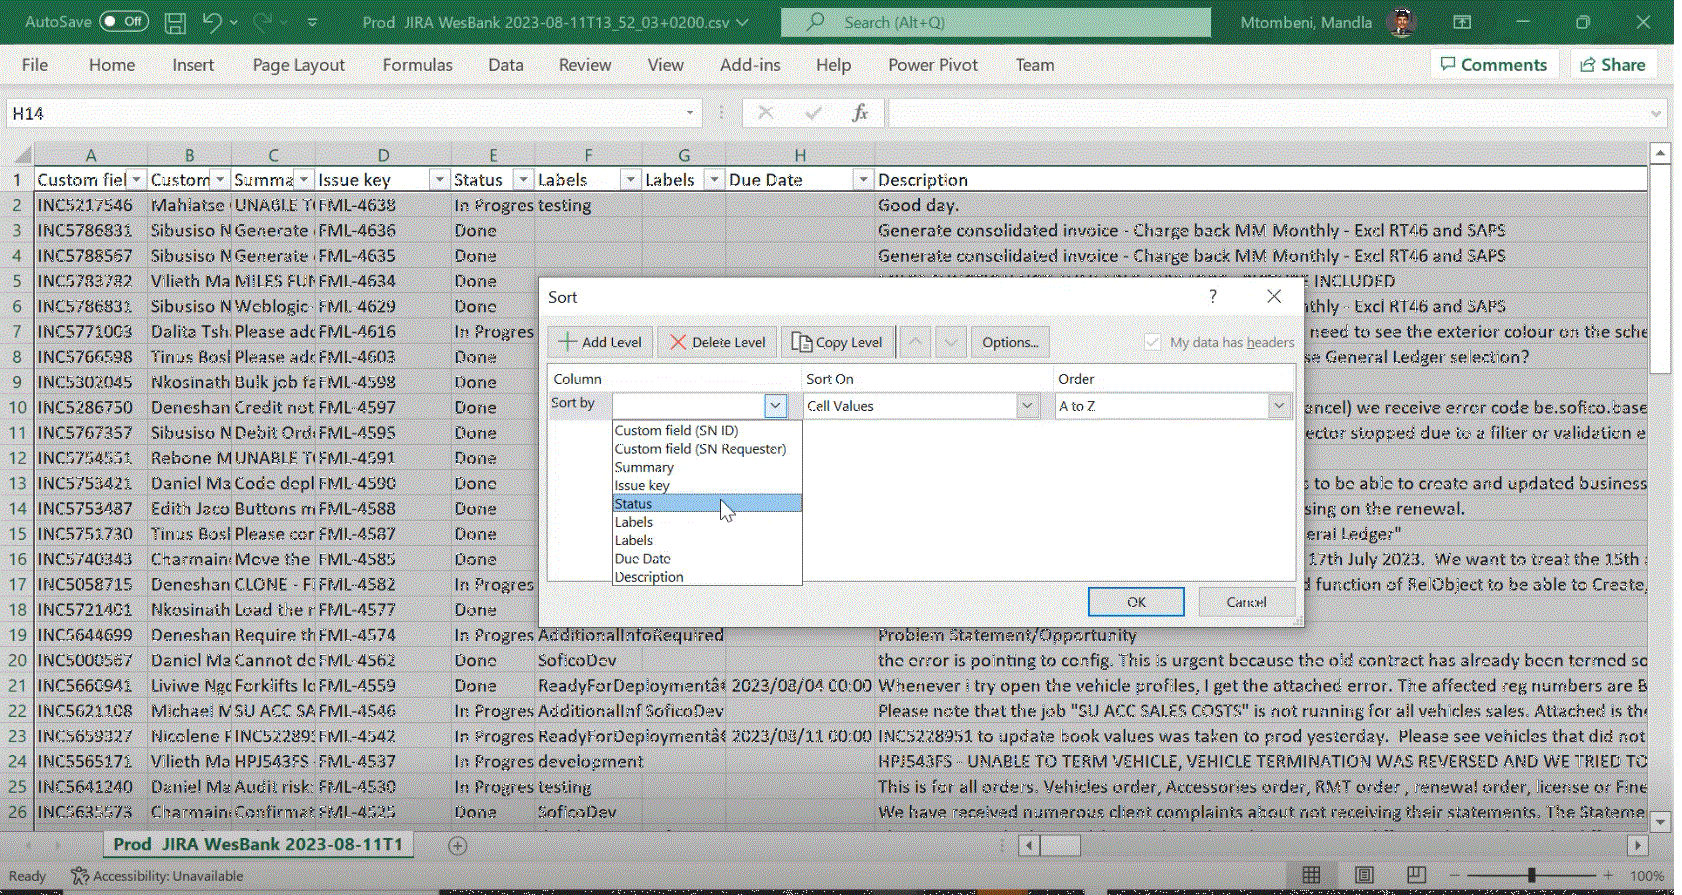 AutoSave Off Prod JIRA WesBank 2023-08-11T13_52_03+0200.csv Search (Alt+Q) Mtombeni, Mandla
File Home Insert Page Layout Formulas Data Review View Add-ins Help Power Pivot Team Comments Share
H14 fx
A B C D E F G H
1 Custom fiel Custom Summa Issue key Status Labels Labels Due Date Description
2 INC5217546 Mahlatse UNABLE TO FML-4638 In Progres testing Good day.
3 INC5786831 Sibusiso N Generate FML-4636 Done Generate consolidated invoice - Charge back MM Monthly - Excl RT46 and SAPS
4 INC5788567 Sibusiso N Generate FML-4635 Done Generate consolidated invoice - Charge back MM Monthly - Excl RT46 and SAPS
5 INC5783782 Vilieth Ma MILES FUN FML-4634 Done INCLUDED
6 INC5786831 Sibusiso N Weblogic FML-4629 Done nthly - Excl RT46 and SAPS
7 INC5771003 Dalita Tsh Please add FML-4616 In Progres need to see the exterior colour on the sche
8 INC5766598 Tinus Bosl Please add FML-4603 Done se General Ledger selection?
9 INC5302045 Nkosinath Bulk job fa FML-4598 Done
10 INC5286750 Deneshan Credit not FML-4597 Done ancel) we receive error code be.sofico.base
11 INC5767357 Sibusiso N Debit Orde FML-4595 Done ector stopped due to a filter or validation e
12 INC5754551 Rebone M UNABLE TO FML-4591 Done
13 INC5753421 Daniel Ma Code depl FML-4590 Done s to be able to create and updated business
14 INC5753487 Edith Jaco Buttons m FML-4588 Done sing on the renewal.
15 INC5751730 Tinus Bosl Please cor FML-4587 Done eral Ledger"
16 INC5740343 Charmain Move the FML-4585 Done 17th July 2023. We want to treat the 15th
17 INC5058715 Deneshan CLONE - F FML-4582 In Progres d function of RelObject to be able to Create,
18 INC5721401 Nkosinath Load the r FML-4577 Done
19 INC5644699 Deneshan Require th FML-4574 In Progres AdditionalInfoRequired Problem Statement/Opportunity
20 INC5000567 Daniel Ma Cannot de FML-4562 Done SoficoDev the error is pointing to config. This is urgent because the old contract has already been termed so
21 INC5660941 Liviwe Ngc Forklifts lo FML-4559 Done ReadyForDeploymentâ€ 2023/08/04 00:00 Whenever i try open the vehicle profiles, I get the attached error. The affected reg numbers are B
22 INC5621108 Michael M SU ACC SA FML-4546 In Progres AdditionalInf SoficoDev Please note that the job "SU ACC SALES COSTS" is not running for all vehicles sales. Attached is the
23 INC5659327 Nicolene F INC522895 FML-4542 In Progres ReadyForDeploymentâ€ 2023/08/11 00:00 INC5228951 to update book values was taken to prod yesterday. Please see vehicles that did not
24 INC5565171 Vilieth Ma HPJ543FS FML-4537 In Progres development HPJ543FS - UNABLE TO TERM VEHICLE, VEHICLE TERMINATION WAS REVERSED AND WE TRIED TO
25 INC5641240 Daniel Ma Audit risk: FML-4530 In Progres testing This is for all orders. Vehicles order, Accessories order, RMT order , renewal order, license or Fine
26 INC5635573 Charmain Confirmat FML-4525 Done SoficoDev We have received numerous client complaints about not receiving their statements. The Stateme
Sort ?
Add Level Delete Level Copy Level Options... My data has headers
Column Sort On Order
Sort by Cell Values A to Z
Custom field (SN ID)
Custom field (SN Requester)
Summary
Issue key
Status
Labels
Labels
Due Date
Description
OK Cancel
Prod JIRA WesBank 2023-08-11T1
Ready Accessibility: Unavailable 100%